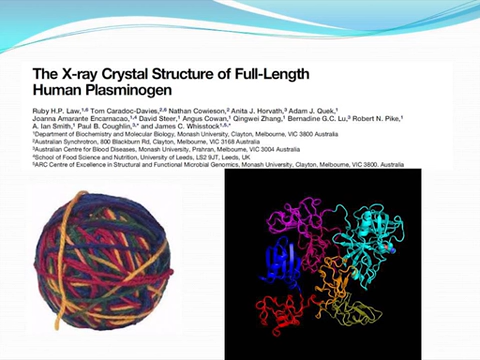 The X-ray Crystal Structure of Full-Length
Human Plasminogen
Ruby H.P. Law,1,6 Tom Caradoc-Davies,2,6 Nathan Cowieson,2 Anita J. Horvath,3 Adam J. Quek,1
Joanna Amarante Encarnacao,1,4 David Steer,1 Angus Cowan,1 Qingwei Zhang,1 Bernadine G.C. Lu,3 Robert N. Pike,1
A. Ian Smith,1 Paul B. Coughlin,3,* and James C. Whisstock1,5,*
1Department of Biochemistry and Molecular Biology, Monash University, Clayton, Melbourne, VIC 3800 Australia
2Australian Synchrotron, 800 Blackburn Rd, Clayton, Melbourne, VIC 3168 Australia
3Australian Centre for Blood Diseases, Monash University, Prahran, Melbourne, VIC 3004 Australia
4School of Food Science and Nutrition, University of Leeds, LS2 9JT, Leeds, UK
5ARC Centre of Excellence in Structural and Functional Microbial Genomics, Monash University, Clayton, Melbourne, VIC 3800, Australia